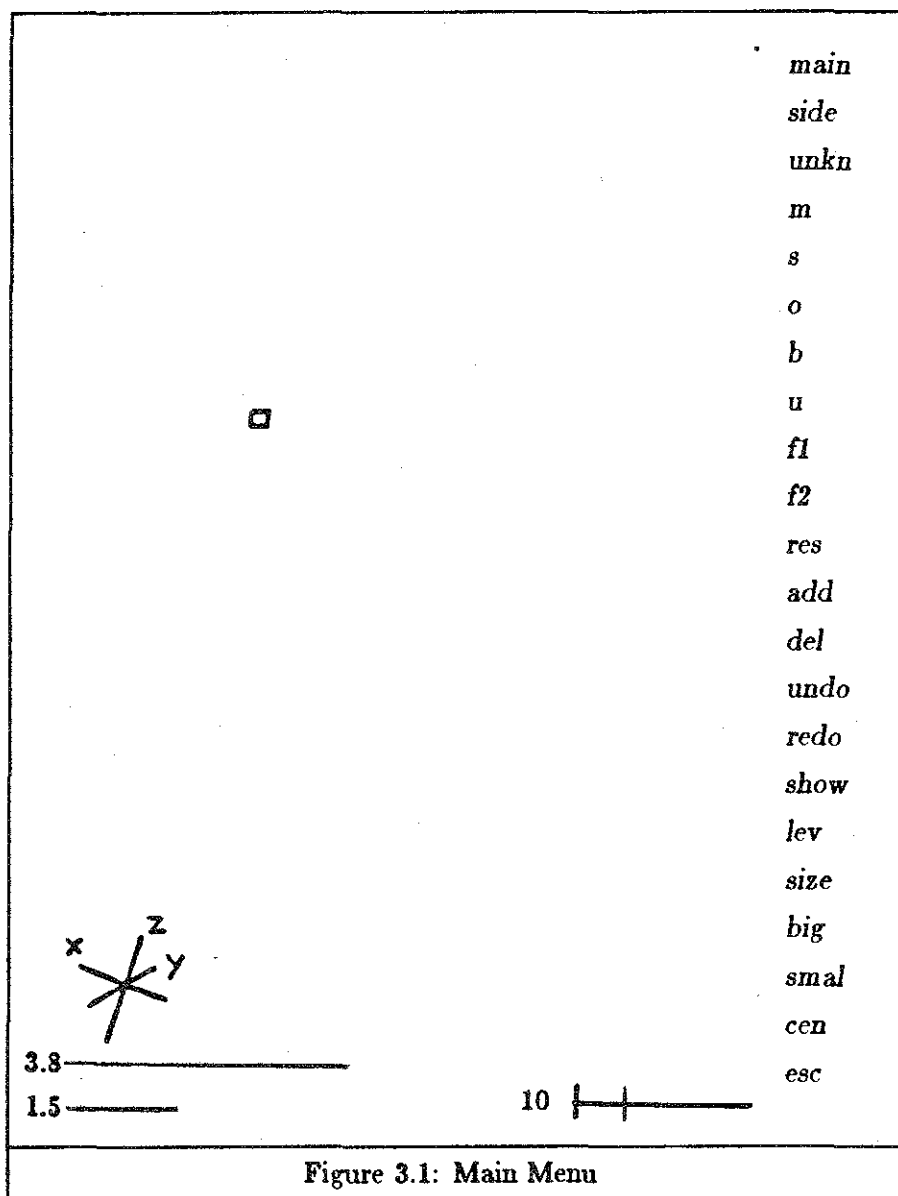 main
side
unkn
m
s
o
b
u
f1
f2
res
add
del
undo
redo
show
lev
size
big
smal
cen
esc
Z
X
Y
3.8
1.5
10
Figure 3.1: Main Menu